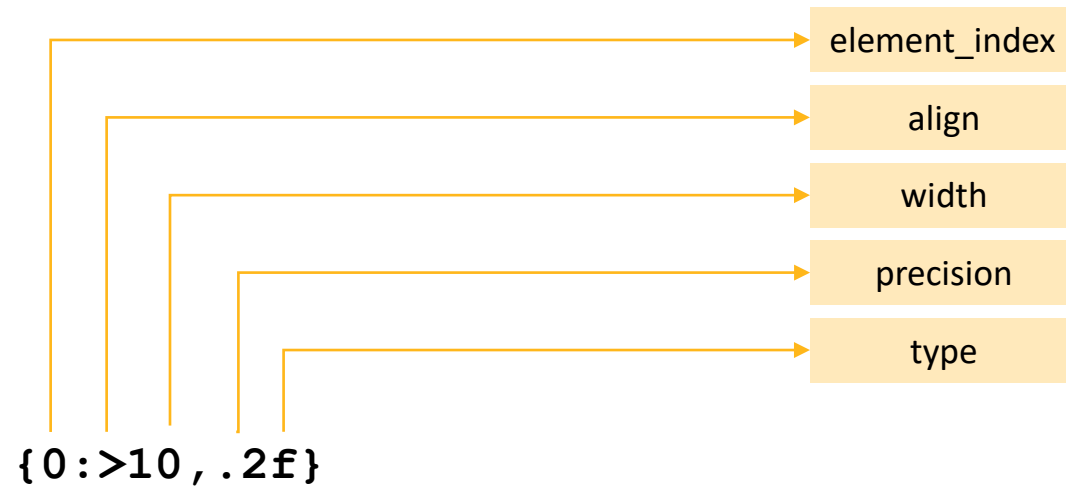 element_index
align
width
precision
type
{0:>10,.2f}